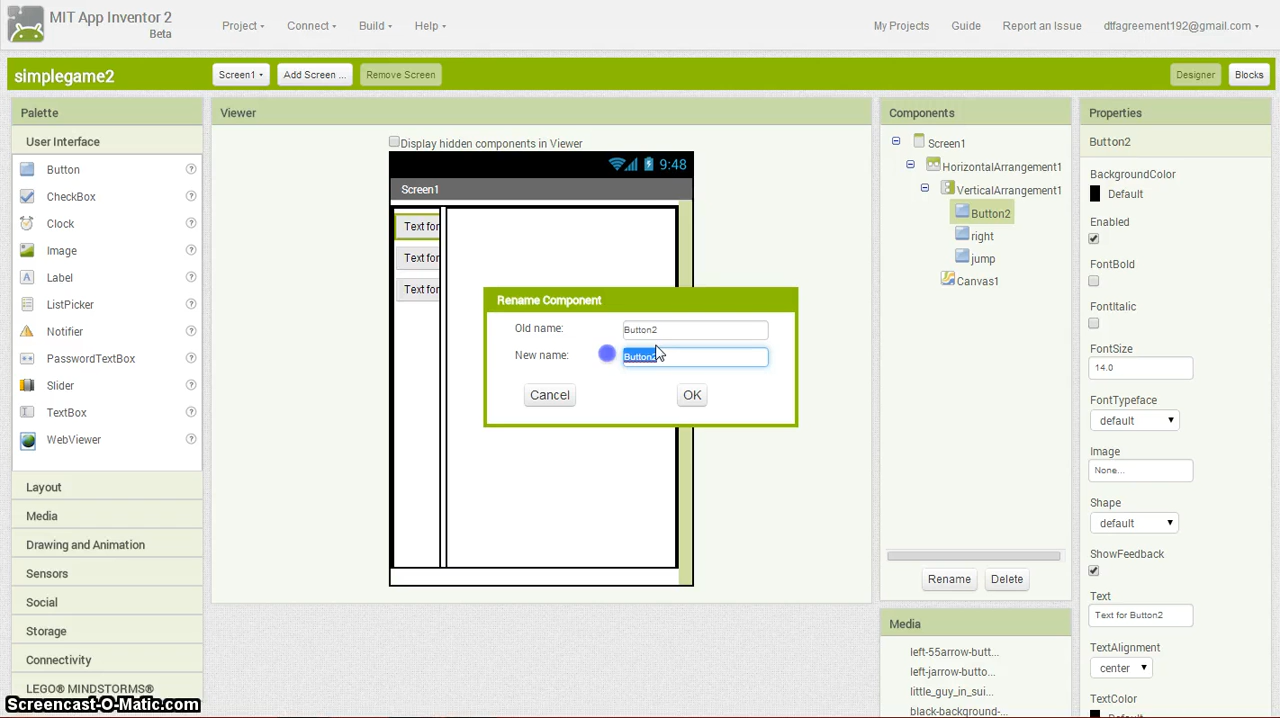 MIT App Inventor 2
Beta
Project
Connect
Build
Help
My Projects
Guide
Report an Issue
dtfagreement192@gmail.com
simplegame2
Screen1
Add Screen ...
Remove Screen
Designer
Blocks
Palette
User Interface
Button
CheckBox
Clock
Image
Label
ListPicker
Notifier
PasswordTextBox
Slider
TextBox
WebViewer
Layout
Media
Drawing and Animation
Sensors
Social
Storage
Connectivity
LEGO® MINDSTORMS®
Viewer
Display hidden components in Viewer
9:48
Screen1
Text for
Text for
Text for
Rename Component
Old name:
Button2
New name:
Button2
Cancel
OK
Components
Screen1
HorizontalArrangement1
VerticalArrangement1
Button2
right
jump
Canvas1
Rename
Delete
Media
left-55arrow-butt...
left-jarrow-butto...
little_guy_in_sui...
black-background-...
Properties
Button2
BackgroundColor
Default
Enabled
FontBold
FontItalic
FontSize
14.0
FontTypeface
default
Image
None...
Shape
default
ShowFeedback
Text
Text for Button2
TextAlignment
center
TextColor
Default
Screencast-O-Matic.com